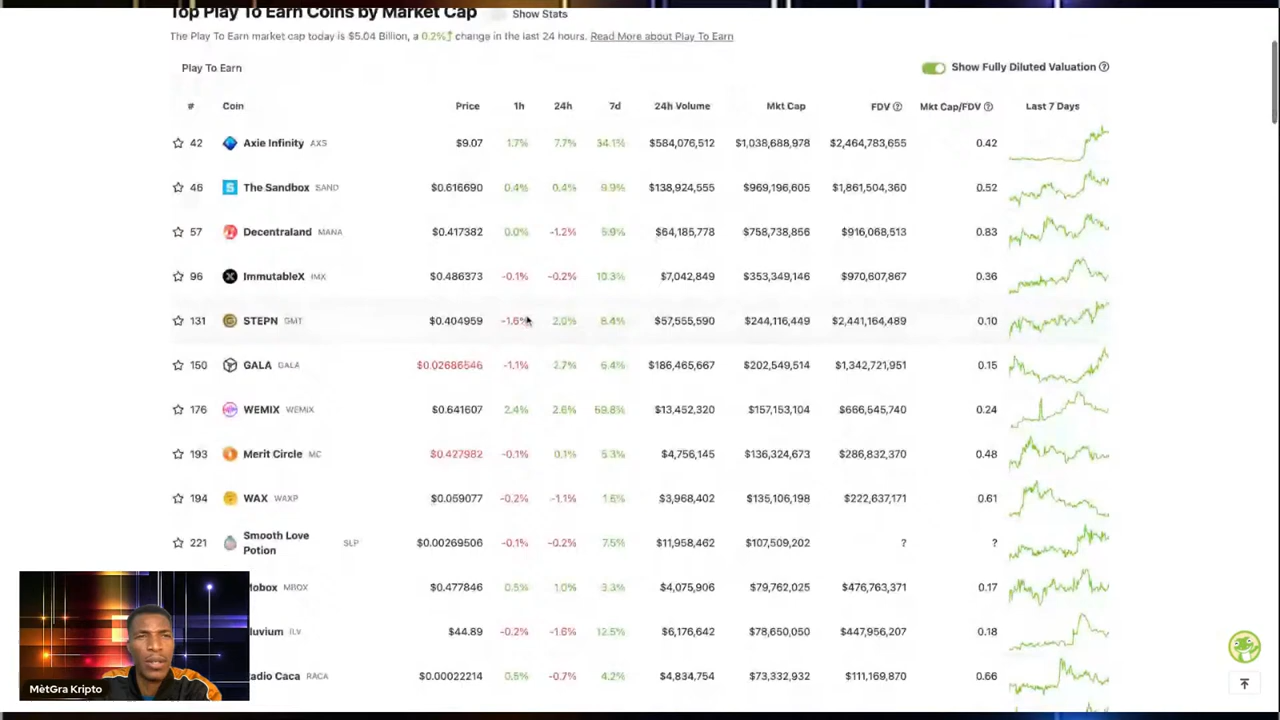 Top Play To Earn Coins by Market Cap Show Stats
The Play To Earn market cap today is $5.04 Billion, a 0.2% change in the last 24 hours. Read More about Play To Earn
Play To Earn Show Fully Diluted Valuation
# Coin Price 1h 24h 7d 24h Volume Mkt Cap FDV Mkt Cap/FDV Last 7 Days
42 Axie Infinity AXS $9.07 1.7% 7.7% 34.1% $584,076,512 $1,038,688,978 $2,464,783,655 0.42
46 The Sandbox SAND $0.616690 0.4% 0.4% 9.9% $138,924,555 $969,196,605 $1,861,504,360 0.52
57 Decentraland MANA $0.417382 0.0% -1.2% 5.9% $64,185,778 $758,738,856 $916,068,513 0.83
96 ImmutableX IMX $0.486373 -0.1% -0.2% 10.3% $7,042,849 $353,349,146 $970,607,867 0.36
131 STEPN GMT $0.404959 -1.6% 2.0% 8.4% $57,555,590 $244,116,449 $2,441,164,489 0.10
150 GALA GALA $0.02686546 -1.1% 2.7% 6.4% $186,465,667 $202,549,514 $1,342,721,951 0.15
176 WEMIX WEMIX $0.641607 2.4% 2.6% 59.8% $13,452,320 $157,153,104 $666,545,740 0.24
193 Merit Circle MC $0.427982 -0.1% 0.1% 5.3% $4,756,145 $136,324,673 $286,832,370 0.48
194 WAX WAXP $0.059077 -0.2% -1.1% 1.6% $3,968,402 $135,106,198 $222,637,171 0.61
221 Smooth Love Potion SLP $0.00269506 -0.1% -0.2% 7.5% $11,958,462 $107,509,202 ? ?
Mobox MBOX $0.477846 0.5% 1.0% 3.3% $4,075,906 $79,762,025 $476,763,371 0.17
luvium ILV $44.89 -0.2% -1.6% 12.5% $6,176,642 $78,650,050 $447,956,207 0.18
adio Caca RACA $0.00022214 0.5% -0.7% 4.2% $4,834,754 $73,332,932 $111,169,870 0.66
MètGra Kripto